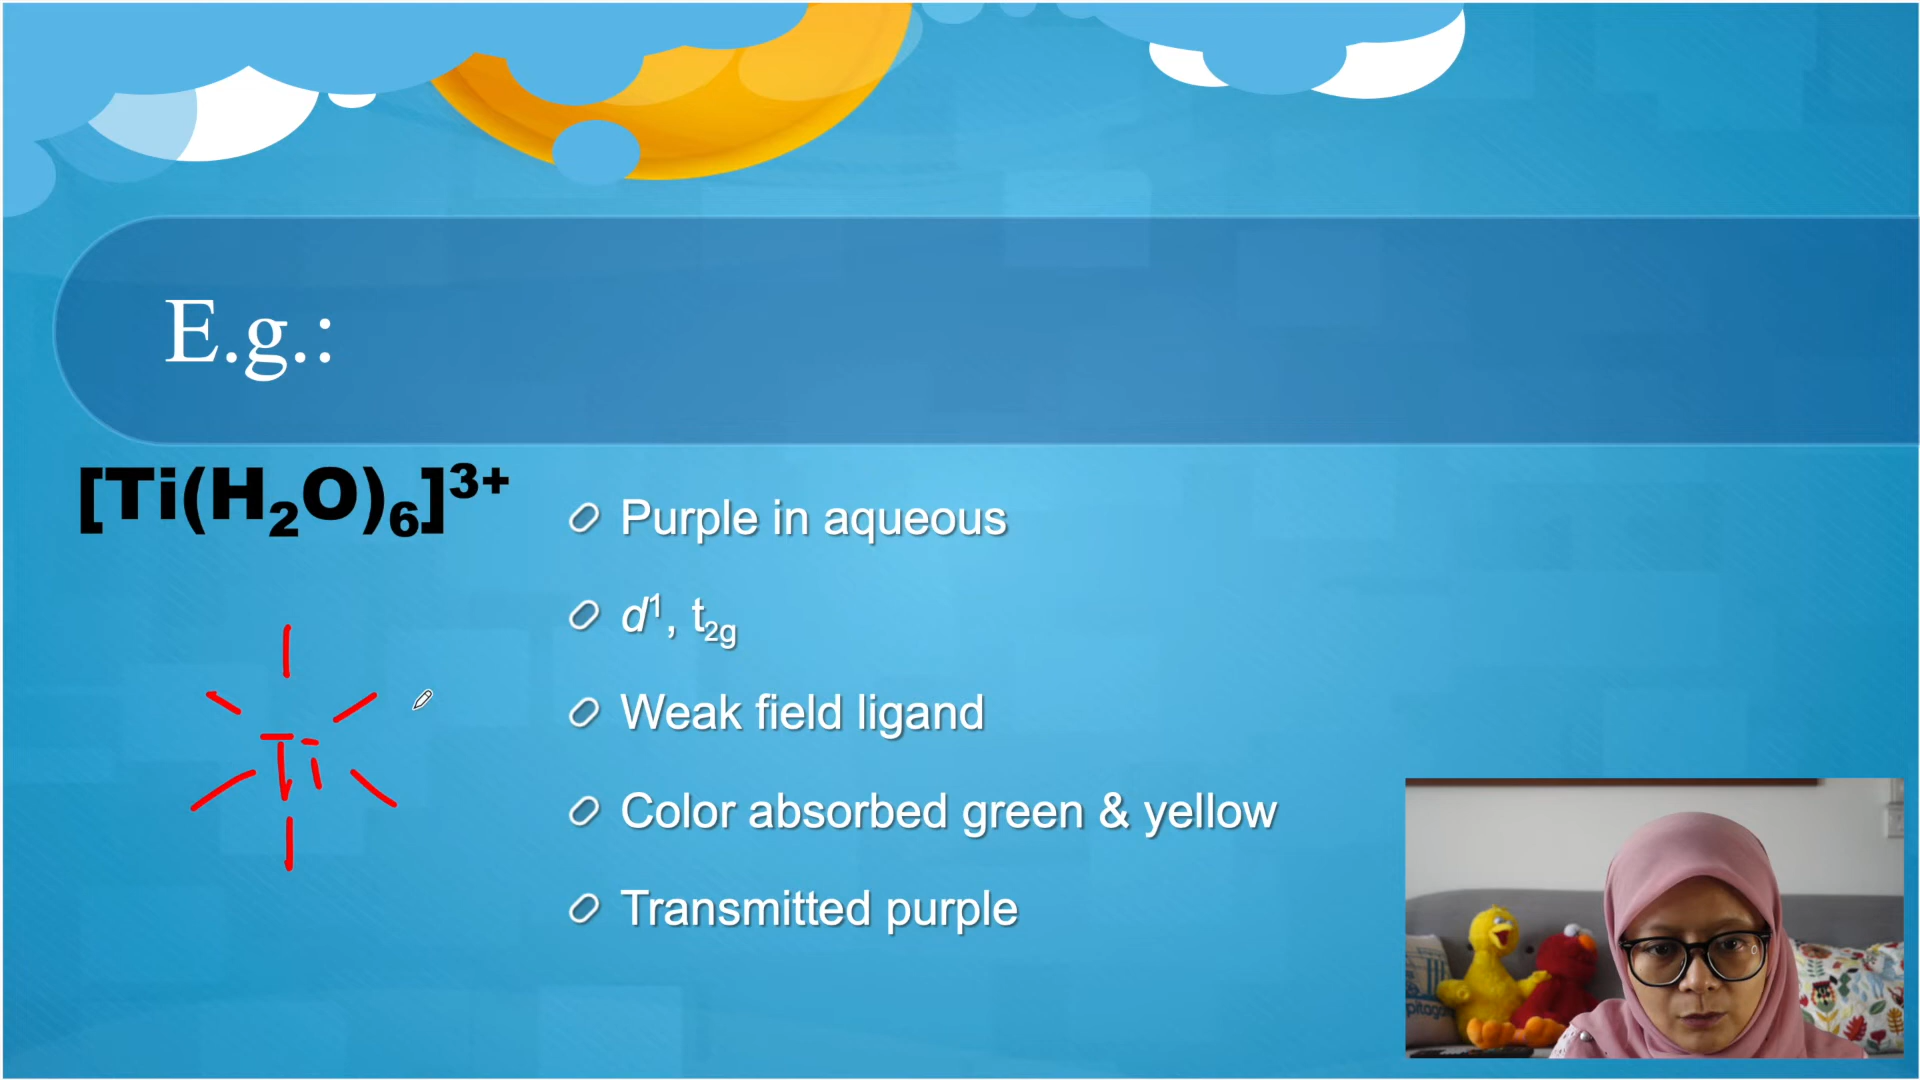 E.g.:
[Ti(H₂O)₆]³⁺
Purple in aqueous
d¹, t₂g
Weak field ligand
Color absorbed green & yellow
Transmitted purple
Ti